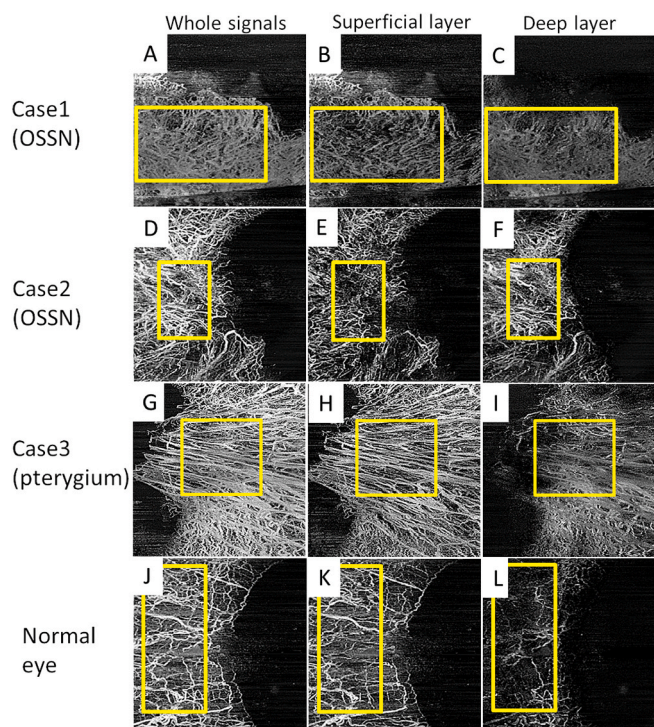 Whole signals Superficial layer Deep layer
A B C
Case1
(OSSN)
D E F
Case2
(OSSN)
G H I
Case3
(pterygium)
J K L
Normal
eye